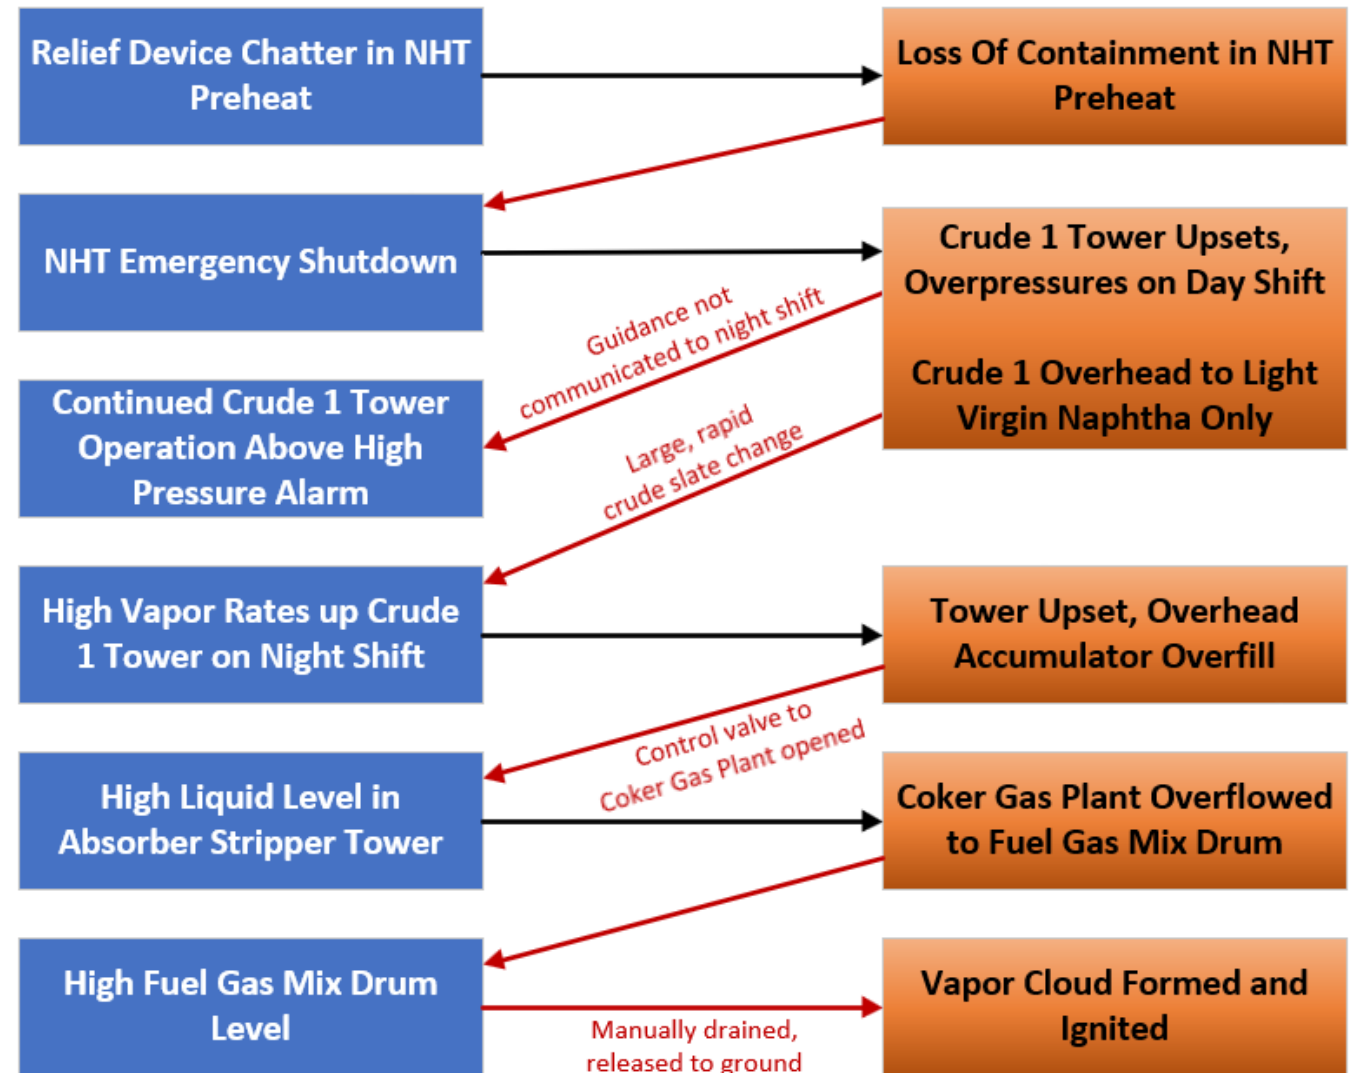 Relief Device Chatter in NHT
Preheat
Loss Of Containment in NHT
Preheat
NHT Emergency Shutdown
Crude 1 Tower Upsets,
Overpressures on Day Shift
Crude 1 Overhead to Light
Virgin Naphtha Only
Guidance not
communicated to night shift
Continued Crude 1 Tower
Operation Above High
Pressure Alarm
Large, rapid
crude slate change
High Vapor Rates up Crude
1 Tower on Night Shift
Tower Upset, Overhead
Accumulator Overfill
Control valve to
Coker Gas Plant opened
High Liquid Level in
Absorber Stripper Tower
Coker Gas Plant Overflowed
to Fuel Gas Mix Drum
High Fuel Gas Mix Drum
Level
Manually drained,
released to ground
Vapor Cloud Formed and
Ignited